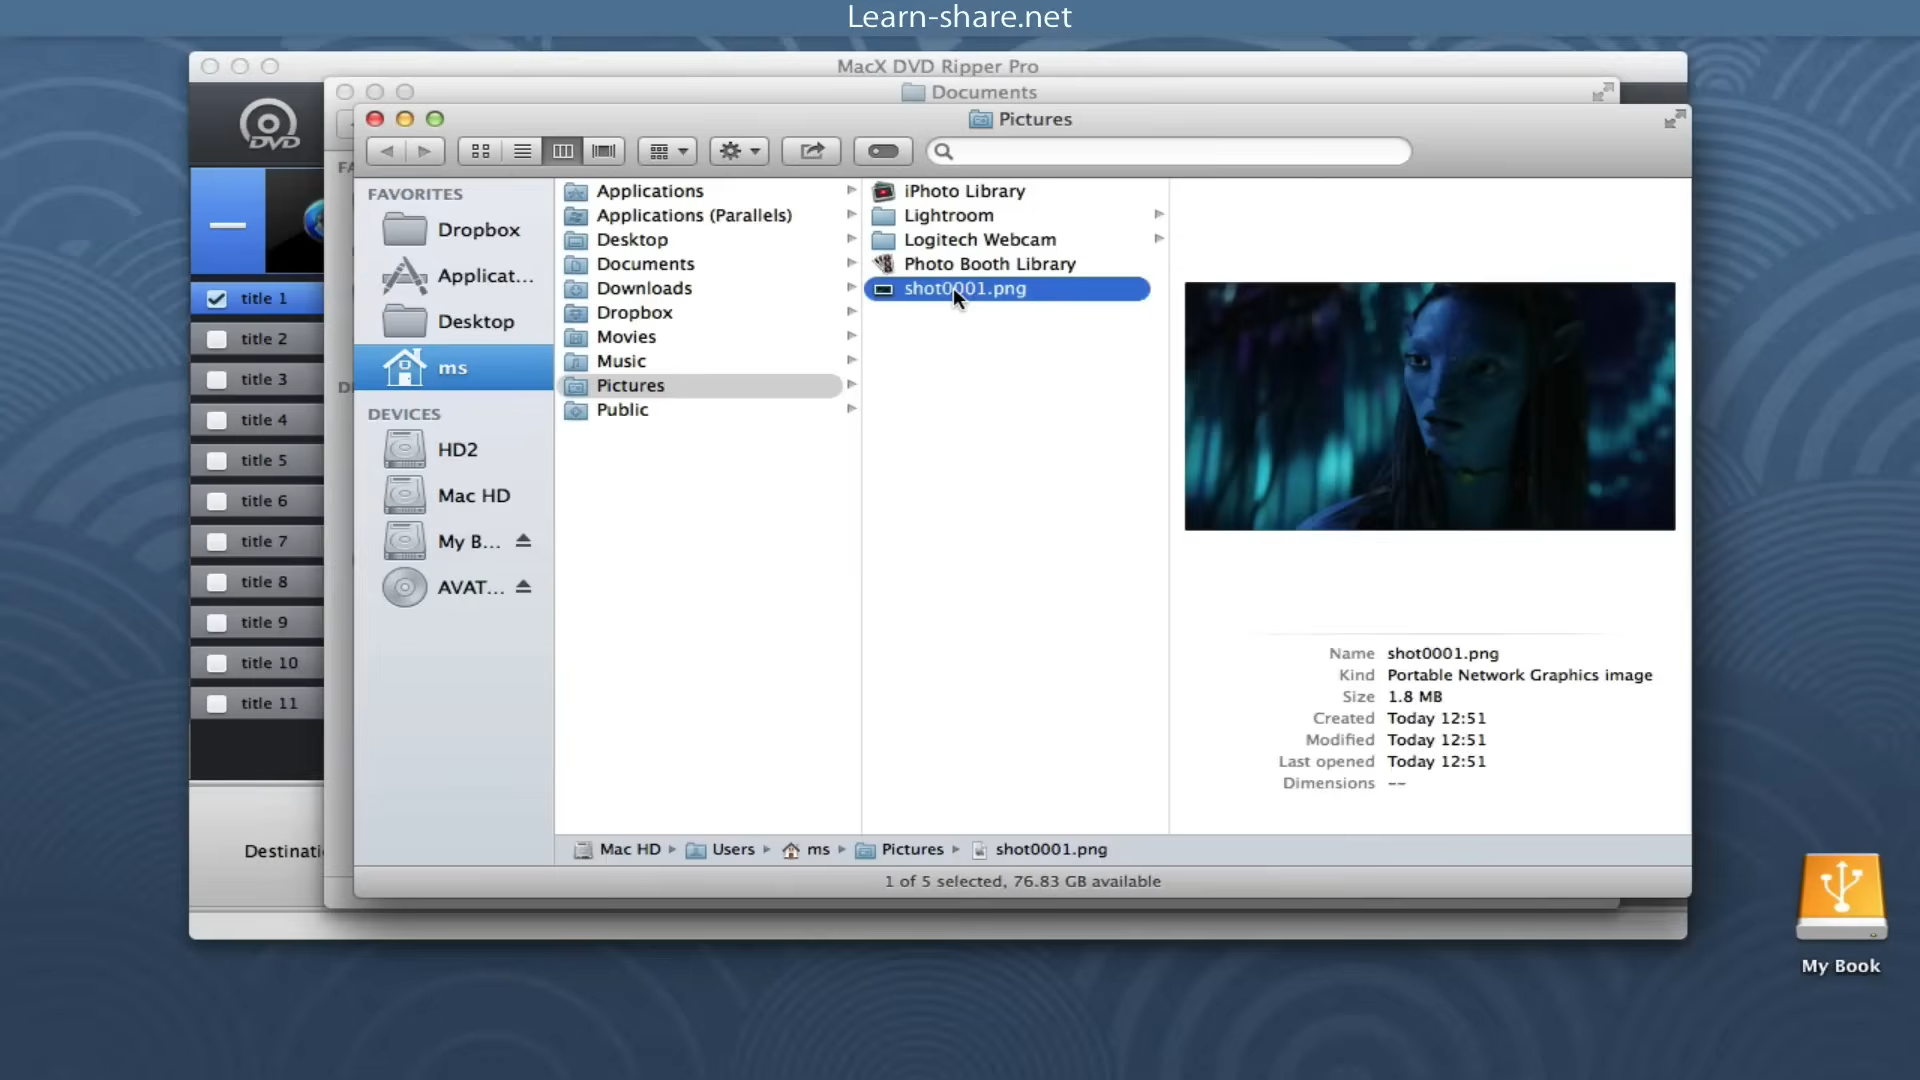 Learn-share.net
MacX DVD Ripper Pro
Documents
Pictures
DVD
title 1
title 2
title 3
title 4
title 5
title 6
title 7
title 8
title 9
title 10
title 11
FAVORITES
Dropbox
Applicat...
Desktop
ms
DEVICES
HD2
Mac HD
My B...
AVAT...
Applications
Applications (Parallels)
Desktop
Documents
Downloads
Dropbox
Movies
Music
Pictures
Public
iPhoto Library
Lightroom
Logitech Webcam
Photo Booth Library
shot0001.png
Name shot0001.png
Kind Portable Network Graphics image
Size 1.8 MB
Created Today 12:51
Modified Today 12:51
Last opened Today 12:51
Dimensions --
Mac HD Users ms Pictures shot0001.png
1 of 5 selected, 76.83 GB available
My Book